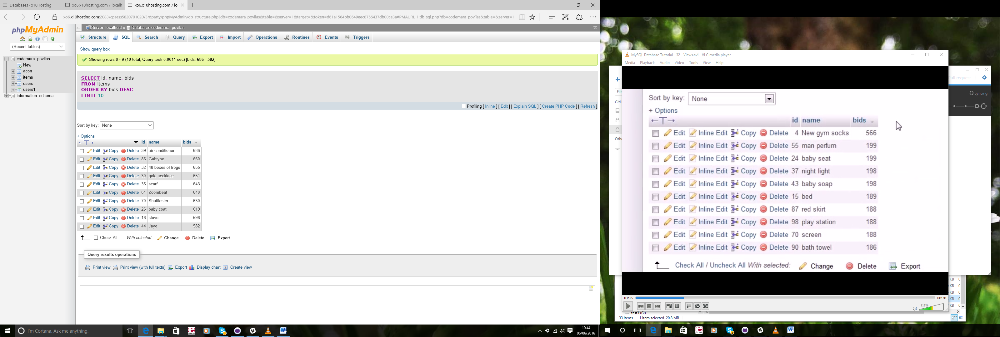 Databases - x10Hosting
xo6.x10hosting.com / localh
xo6.x10hosting.com / lo
xo6.x10hosting.com:2083/cpsess5820701020/3rdparty/phpMyAdmin/db_structure.php?db=codemara_povilas&table=&server=1&target=&token=d61a1564bb0649eec8756437db00ce3a#PMAURL-1:db_sql.php?db=codemara_povilas&table=&server=1
phpMyAdmin
(Recent tables) ...
codemara_povilas
New
acon
items
users
users1
information_schema
Server: localhost » Database: codemara_povilas
Structure SQL Search Query Export Import Operations Routines Events Triggers
Show query box
Showing rows 0 - 9 (10 total, Query took 0.0011 sec) [bids: 686 - 582]
SELECT id, name, bids
FROM items
ORDER BY bids DESC
LIMIT 10
Profiling [ Inline ] [ Edit ] [ Explain SQL ] [ Create PHP Code ] [ Refresh ]
Sort by key: None
+ Options
←T→ id name bids
Edit Copy Delete 39 air conditioner 686
Edit Copy Delete 86 Gabtype 660
Edit Copy Delete 32 48 boxes of frogs 655
Edit Copy Delete 30 gold necklace 651
Edit Copy Delete 35 scarf 643
Edit Copy Delete 61 Zoombeat 640
Edit Copy Delete 70 Shufflester 630
Edit Copy Delete 26 baby coat 619
Edit Copy Delete 16 stove 596
Edit Copy Delete 44 Jayo 582
Check All With selected: Change Delete Export
Query results operations
Print view Print view (with full texts) Export Display chart Create view
I'm Cortana. Ask me anything.
10:44
06/06/2016
MySQL Database Tutorial - 32 - Views.avi - VLC media player
Media Playback Audio Video Tools View Help
Sort by key: None
+ Options
←T→ id name bids
Edit Inline Edit Copy Delete 4 New gym socks 566
Edit Inline Edit Copy Delete 55 man perfum 199
Edit Inline Edit Copy Delete 24 baby seat 199
Edit Inline Edit Copy Delete 37 night light 198
Edit Inline Edit Copy Delete 43 baby soap 198
Edit Inline Edit Copy Delete 15 bed 189
Edit Inline Edit Copy Delete 87 red skirt 188
Edit Inline Edit Copy Delete 98 play station 188
Edit Inline Edit Copy Delete 70 screen 188
Edit Inline Edit Copy Delete 90 bath towel 186
Check All / Uncheck All With selected: Change Delete Export
01:25
08:48
115%
Pull request
Syncing
KB 0
KB 0
KB 0
KB 0
KB 0
test3 (G:)
33 items 1 item selected 20.8 MB